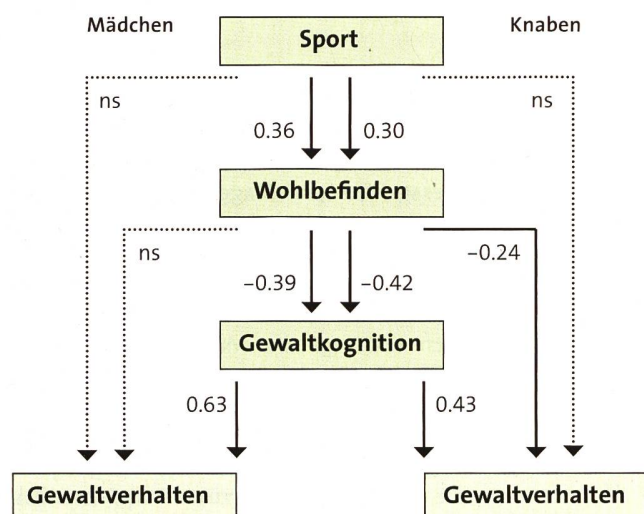 Mädchen
Sport
Knaben
ns
ns
0.36
0.30
Wohlbefinden
ns
−0.24
−0.39
−0.42
Gewaltkognition
0.63
0.43
Gewaltverhalten
Gewaltverhalten